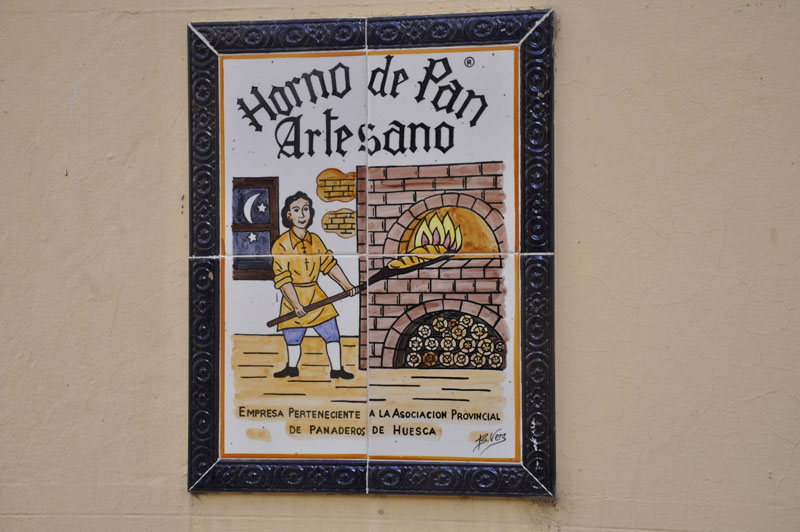 Horno de Pan ®
Artesano
EMPRESA PERTENECIENTE A LA ASOCIACION PROVINCIAL
DE PANADEROS DE HUESCA